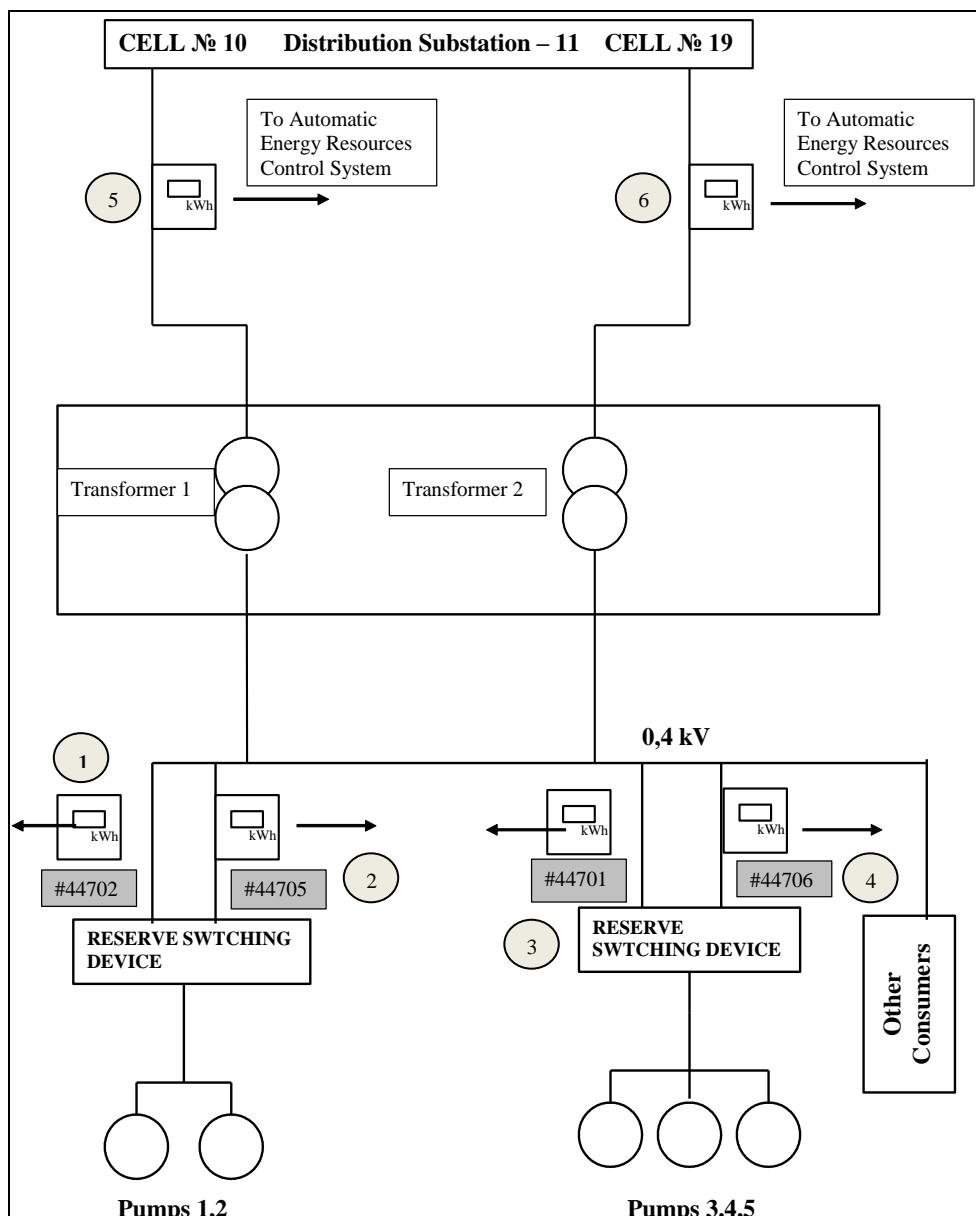 CELL № 10 Distribution Substation – 11 CELL № 19
To Automatic
Energy Resources
Control System
To Automatic
Energy Resources
Control System
5
kWh
6
kWh
Transformer 1
Transformer 2
0,4 kV
1
kWh
kWh
kWh
kWh
#44702
#44705
2
#44701
#44706
4
RESERVE SWTCHING
DEVICE
3
RESERVE
SWTCHING DEVICE
Other
Consumers
Pumps 1,2
Pumps 3,4,5